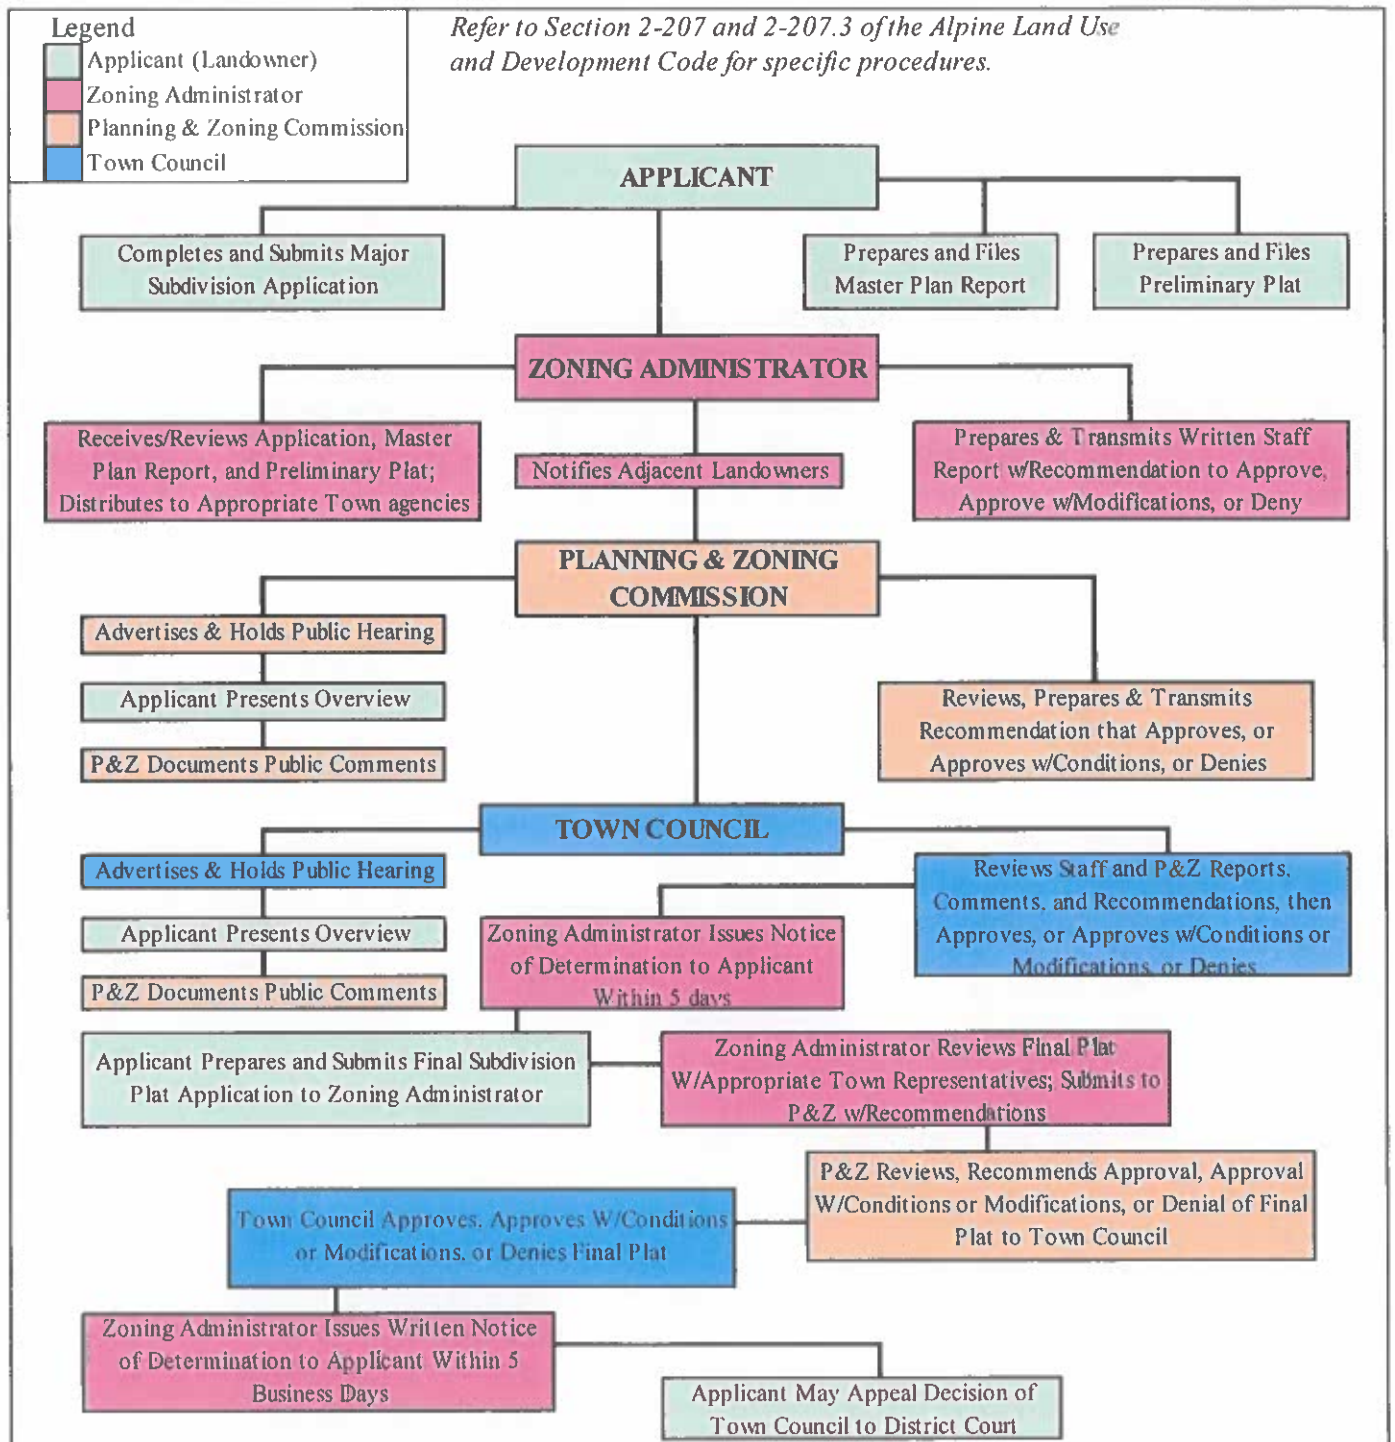 Legend
Applicant (Landowner)
Zoning Administrator
Planning & Zoning Commission
Town Council
Refer to Section 2-207 and 2-207.3 of the Alpine Land Use
and Development Code for specific procedures.
APPLICANT
Completes and Submits Major
Subdivision Application
Prepares and Files
Master Plan Report
Prepares and Files
Preliminary Plat
ZONING ADMINISTRATOR
Receives/Reviews Application, Master
Plan Report, and Preliminary Plat;
Distributes to Appropriate Town agencies
Notifies Adjacent Landowners
Prepares & Transmits Written Staff
Report w/Recommendation to Approve,
Approve w/Modifications, or Deny
PLANNING & ZONING
COMMISSION
Advertises & Holds Public Hearing
Applicant Presents Overview
P&Z Documents Public Comments
Reviews, Prepares & Transmits
Recommendation that Approves, or
Approves w/Conditions, or Denies
TOWN COUNCIL
Advertises & Holds Public Hearing
Applicant Presents Overview
P&Z Documents Public Comments
Reviews Staff and P&Z Reports,
Comments, and Recommendations, then
Approves, or Approves w/Conditions or
Modifications, or Denies
Zoning Administrator Issues Notice
of Determination to Applicant
Within 5 days
Applicant Prepares and Submits Final Subdivision
Plat Application to Zoning Administrator
Zoning Administrator Reviews Final Plat
W/Appropriate Town Representatives; Submits to
P&Z w/Recommendations
P&Z Reviews, Recommends Approval, Approval
W/Conditions or Modifications, or Denial of Final
Plat to Town Council
Town Council Approves, Approves W/Conditions
or Modifications, or Denies Final Plat
Zoning Administrator Issues Written Notice
of Determination to Applicant Within 5
Business Days
Applicant May Appeal Decision of
Town Council to District Court